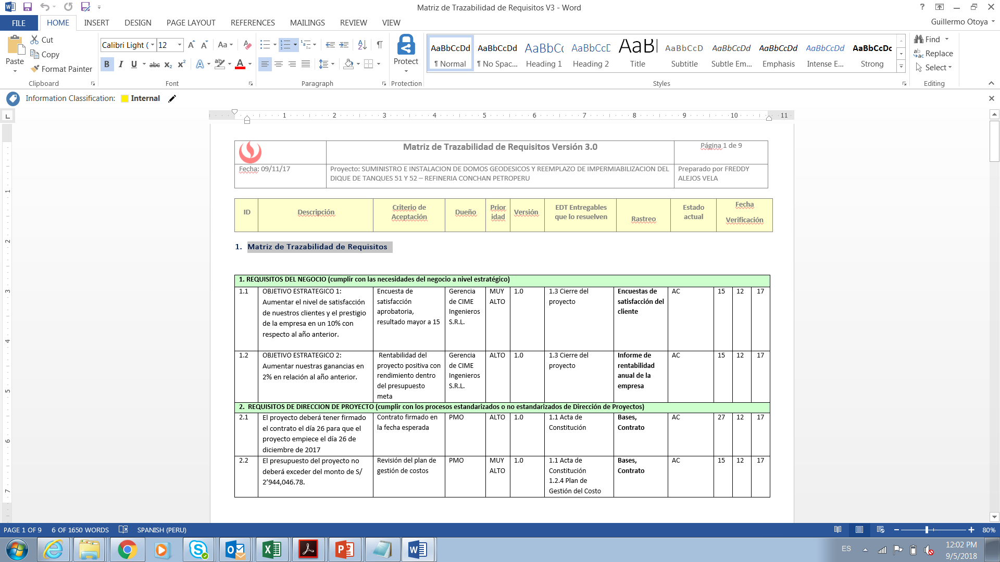 Matriz de Trazabilidad de Requisitos V3 - Word
FILE HOME INSERT DESIGN PAGE LAYOUT REFERENCES MAILINGS REVIEW VIEW
Guillermo Otoya
Paste
Cut
Copy
Format Painter
Clipboard
Calibri Light ( 12
Font
Paragraph
Protect
Protection
AaBbCcDd AaBbCcDd AaBbCc AaBbCcD AaBl AaBbCcD AaBbCcDd AaBbCcDd AaBbCcDd AaBbCcDc
¶ Normal ¶ No Spac... Heading 1 Heading 2 Title Subtitle Subtle Em... Emphasis Intense E... Strong
Styles
Find
Replace
Select
Editing
Information Classification: Internal
1 2 3 4 5 6 7 8 9 10 11
1
2
3
4
5
6
7
Matriz de Trazabilidad de Requisitos Versión 3.0
Página 1 de 9
Fecha: 09/11/17
Proyecto: SUMINISTRO E INSTALACION DE DOMOS GEODESICOS Y REEMPLAZO DE IMPERMIABILIZACION DEL
DIQUE DE TANQUES 51 Y 52 – REFINERIA CONCHAN PETROPERU
Preparado por FREDDY
ALEJOS VELA
ID
Descripción
Criterio de
Aceptación
Dueño
Prior
idad
Versión
EDT Entregables
que lo resuelven
Rastreo
Estado
actual
Fecha
Verificación
1. Matriz de Trazabilidad de Requisitos
1. REQUISITOS DEL NEGOCIO (cumplir con las necesidades del negocio a nivel estratégico)
1.1
OBJETIVO ESTRATEGICO 1:
Aumentar el nivel de satisfacción
de nuestros clientes y el prestigio
de la empresa en un 10% con
respecto al año anterior.
Encuesta de
satisfacción
aprobatoria,
resultado mayor a 15
Gerencia
de CIME
Ingenieros
S.R.L.
MUY
ALTO
1.0
1.3 Cierre del
proyecto
Encuestas de
satisfacción del
cliente
AC
15 12 17
1.2
OBJETIVO ESTRATEGICO 2:
Aumentar nuestras ganancias en
2% en relación al año anterior.
Rentabilidad del
proyecto positiva con
rendimiento dentro
del presupuesto
meta
Gerencia
de CIME
Ingenieros
S.R.L.
ALTO
1.0
1.3 Cierre del
proyecto
Informe de
rentabilidad
anual de la
empresa
AC
15 12 17
2. REQUISITOS DE DIRECCION DE PROYECTO (cumplir con los procesos estandarizados o no estandarizados de Dirección de Proyectos)
2.1
El proyecto deberá tener firmado
el contrato el día 26 para que el
proyecto empiece el día 26 de
diciembre de 2017
Contrato firmado en
la fecha esperada
PMO
ALTO
1.0
1.1 Acta de
Constitución
Bases,
Contrato
AC
27 12 17
2.2
El presupuesto del proyecto no
deberá exceder del monto de S/
2’944,046.78.
Revisión del plan de
gestión de costos
PMO
MUY
ALTO
1.0
1.1 Acta de
Constitución
1.2.4 Plan de
Gestión del Costo
Bases,
Contrato
AC
15 12 17
PAGE 1 OF 9 6 OF 1650 WORDS SPANISH (PERU)
80%
ES
12:02 PM
9/5/2018